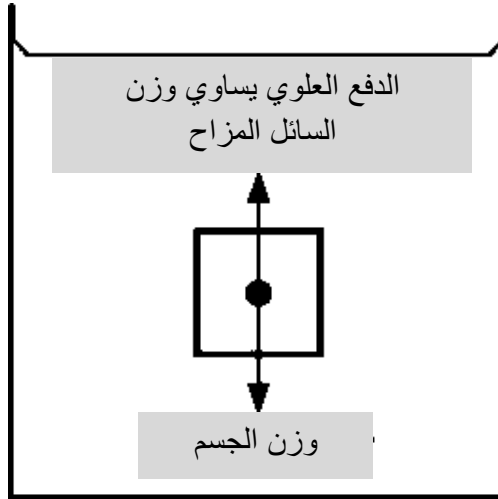 الدفع العلوي يساوي وزن
السائل المزاح
وزن الجسم